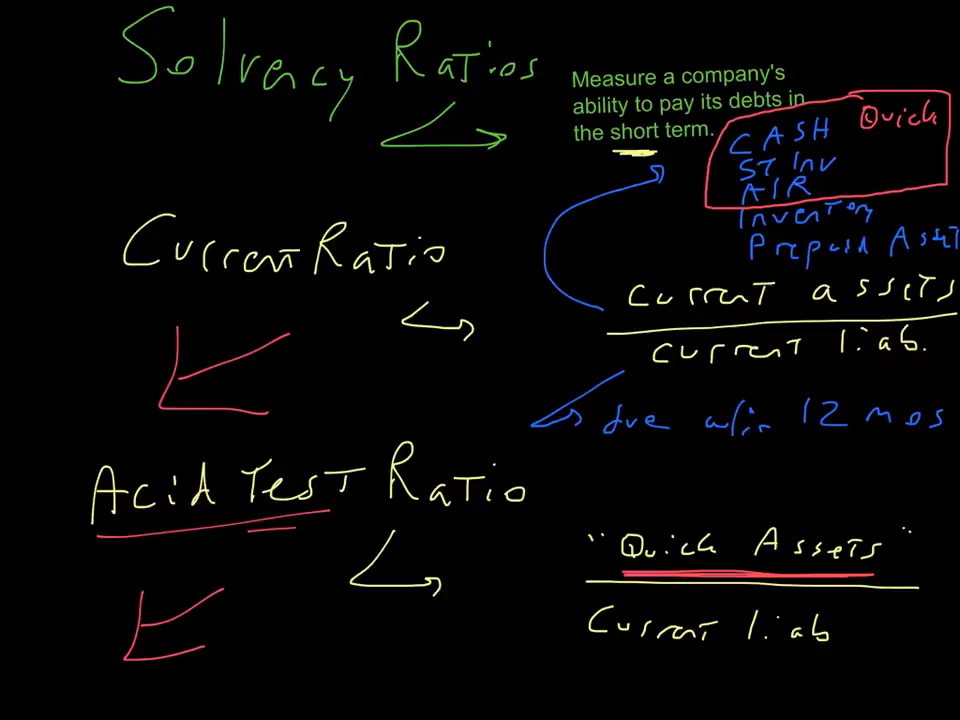 Solvency Ratios
Measure a company's
ability to pay its debts in
the short term.
Quick
CASH
ST Inv
A/R
Inventory
Prepaid Asset
Current Ratio
Current assets
Current liab.
due w/in 12 mos
Acid Test Ratio
"Quick Assets"
Current liab